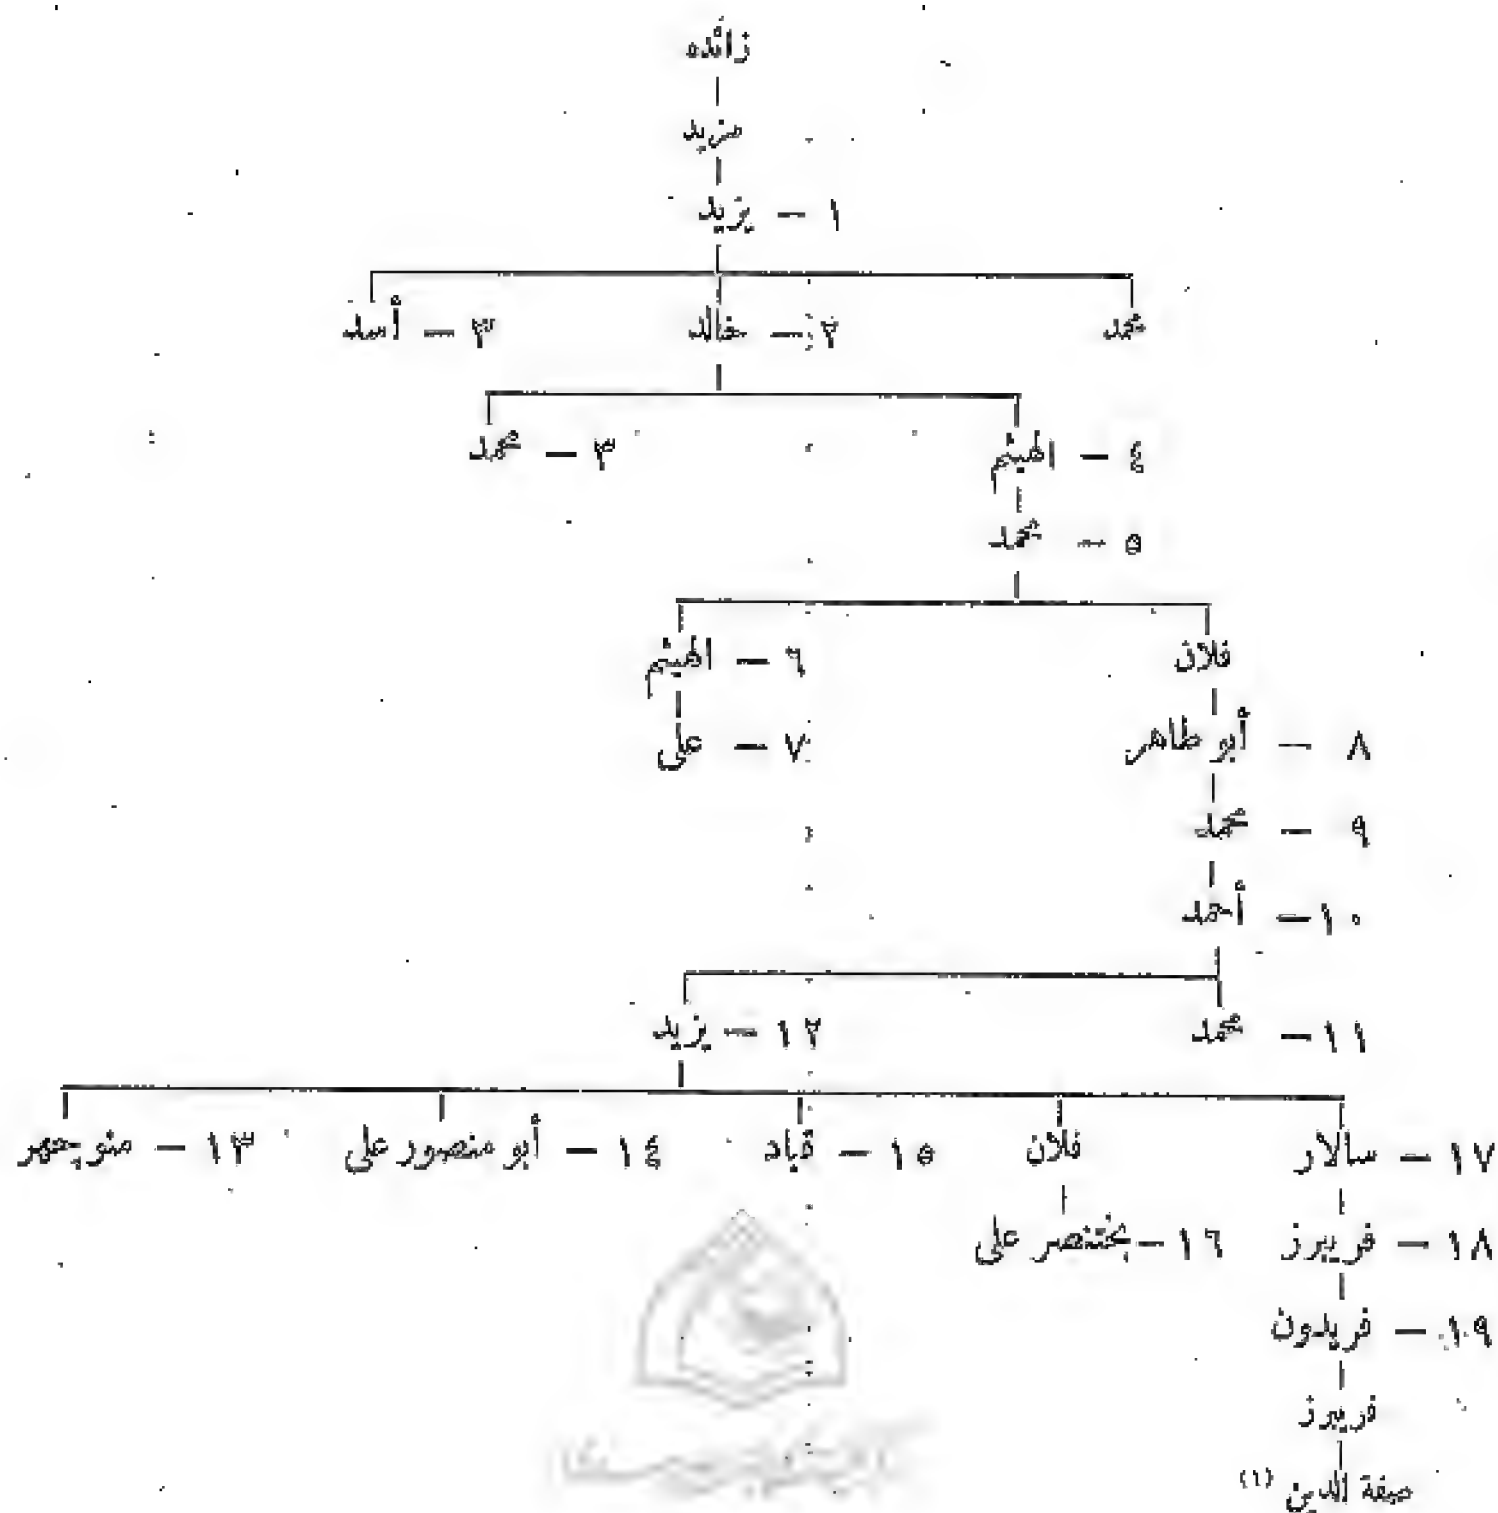 زائده
مزيد
١ – يزيد
محمد ٢ – خالد ٣ – أسد
٤ – الهيثم ٣ – محمد
٥ – محمد
فلان ٦ – الهيثم
٨ – أبو طاهر ٧ – على
٩ – محمد
١٠ – أحمد
١١ – محمد ١٢ – يزيد
١٧ – سالار فلان ١٥ – قباد ١٤ – أبو منصور على ١٣ – منوچهر
١٨ – فريبرز ١٦ – بختنصر على
١٩ – فريدون
فريبرز
صفة الدين (١)